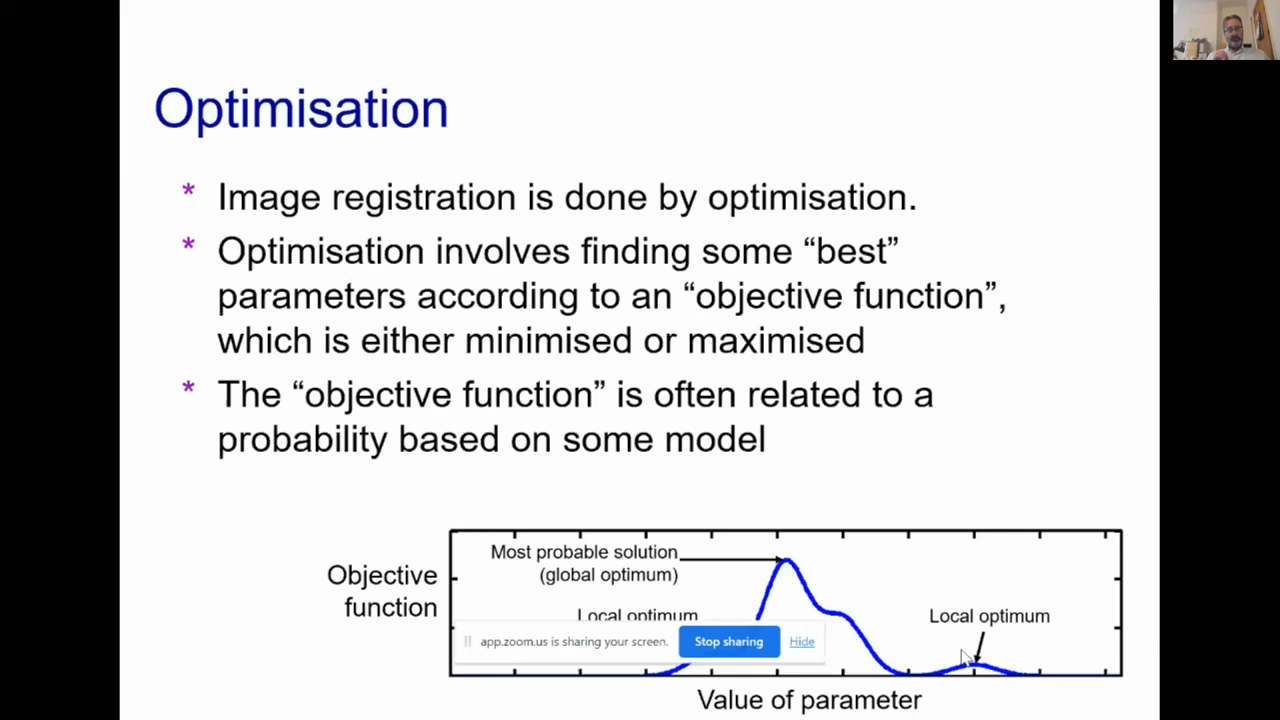 Optimisation
* Image registration is done by optimisation.
* Optimisation involves finding some “best”
parameters according to an “objective function”,
which is either minimised or maximised
* The “objective function” is often related to a
probability based on some model
Most probable solution
(global optimum)
Objective
function
Local optimum
Local optimum
app.zoom.us is sharing your screen.
Stop sharing
Hide
Value of parameter